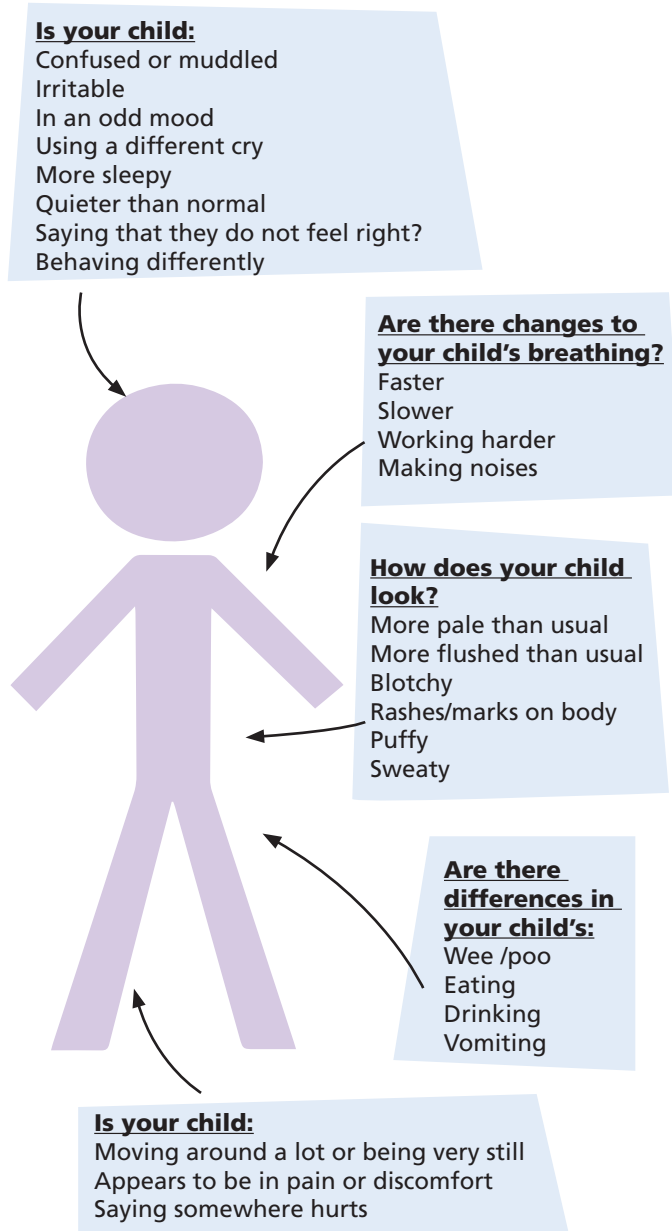 Is your child:
Confused or muddled
Irritable
In an odd mood
Using a different cry
More sleepy
Quieter than normal
Saying that they do not feel right?
Behaving differently
Are there changes to
your child's breathing?
Faster
Slower
Working harder
Making noises
How does your child
look?
More pale than usual
More flushed than usual
Blotchy
Rashes/marks on body
Puffy
Sweaty
Are there
differences in
your child's:
Wee /poo
Eating
Drinking
Vomiting
Is your child:
Moving around a lot or being very still
Appears to be in pain or discomfort
Saying somewhere hurts